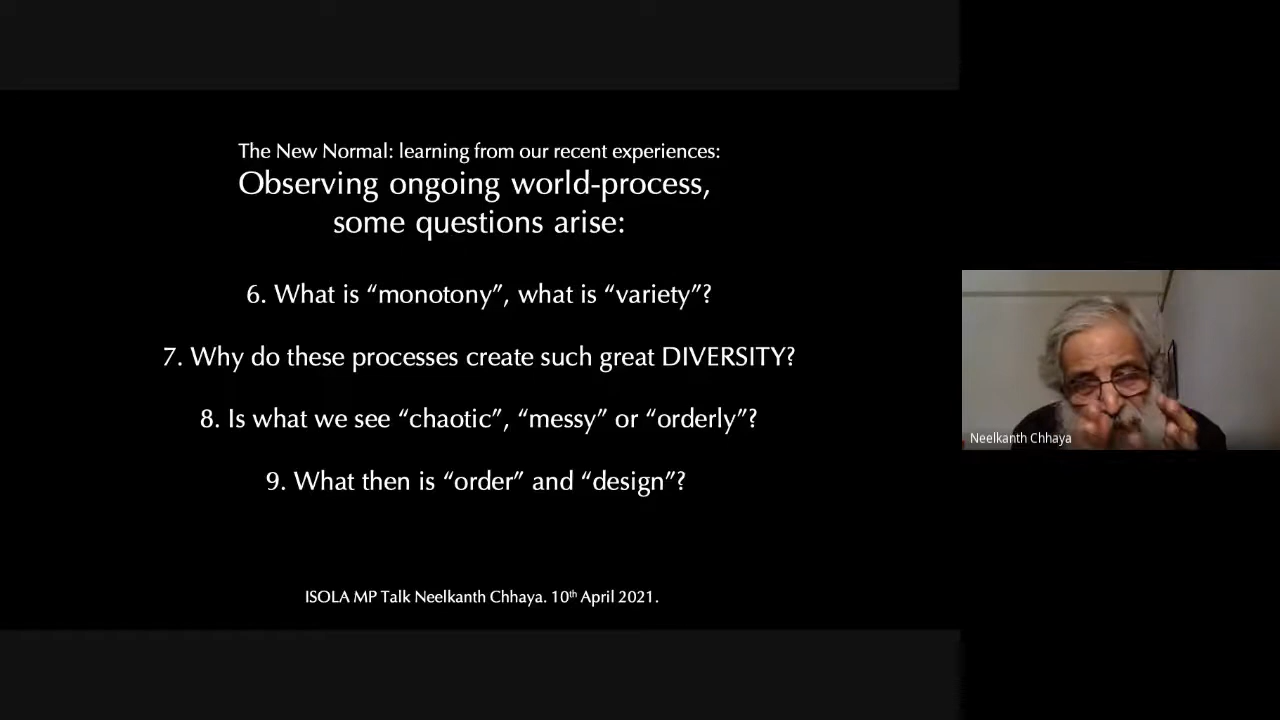 The New Normal: learning from our recent experiences:
Observing ongoing world-process,
some questions arise:
6. What is “monotony”, what is “variety”?
7. Why do these processes create such great DIVERSITY?
8. Is what we see “chaotic”, “messy” or “orderly”?
9. What then is “order” and “design”?
Neelkanth Chhaya
ISOLA MP Talk Neelkanth Chhaya. 10th April 2021.